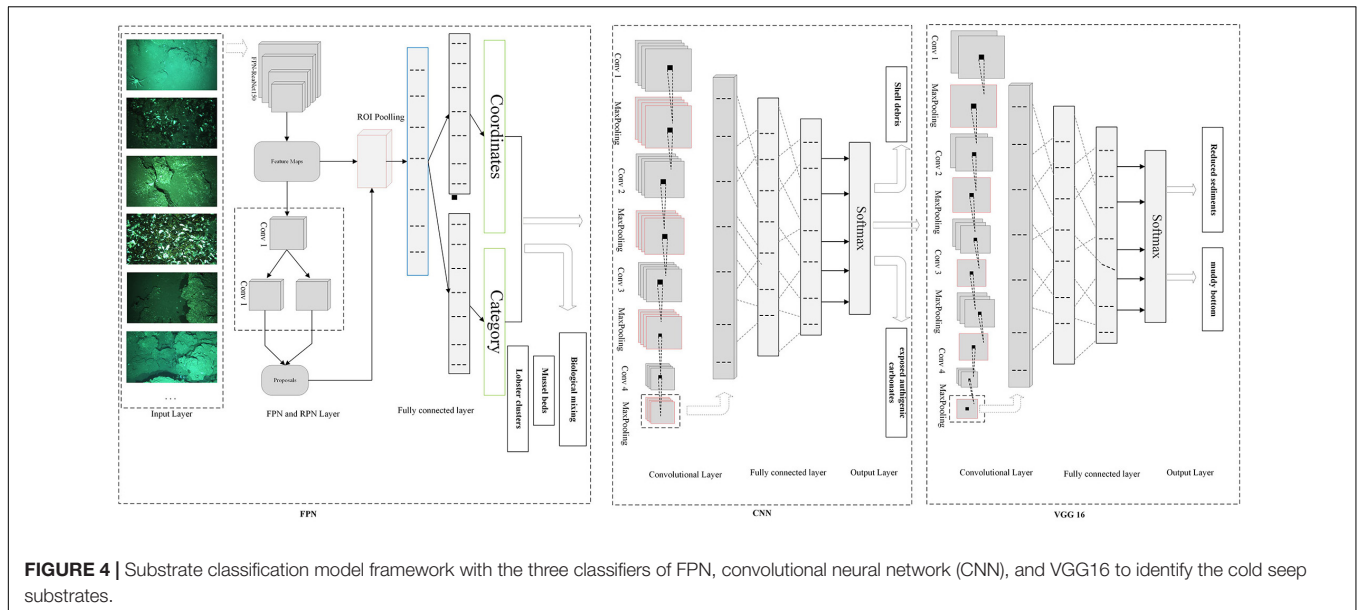 FPN-ResNet50
Feature Maps
ROI Poolling
Conv 1
Conv 1
Proposals
. . .
Input Layer
FPN and RPN Layer
Fully connected layer
Coordinates
Category
Lobster clusters
Mussel beds
Biological mixing
FPN
Conv 1
MaxPooling
Conv 2
MaxPooling
Conv 3
MaxPooling
Conv 4
MaxPooling
Softmax
Shell debris
exposed authigenic
carbonates
Convolutional Layer
Fully connected layer
Output Layer
CNN
Conv 1
MaxPooling
Conv 2
MaxPooling
Conv 3
MaxPooling
Conv 4
MaxPooling
Softmax
Reduced sediments
muddy bottom
Convolutional Layer
Fully connected layer
Output Layer
VGG 16
FIGURE 4 | Substrate classification model framework with the three classifiers of FPN, convolutional neural network (CNN), and VGG16 to identify the cold seep
substrates.